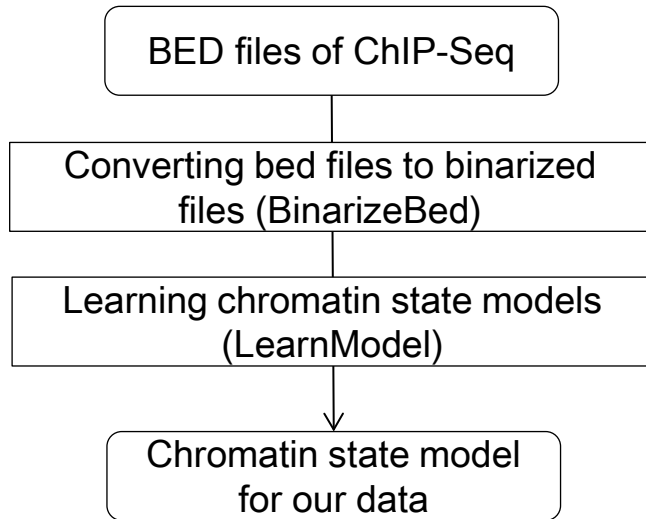 BED files of ChIP-Seq
Converting bed files to binarized
files (BinarizeBed)
Learning chromatin state models
(LearnModel)
Chromatin state model
for our data